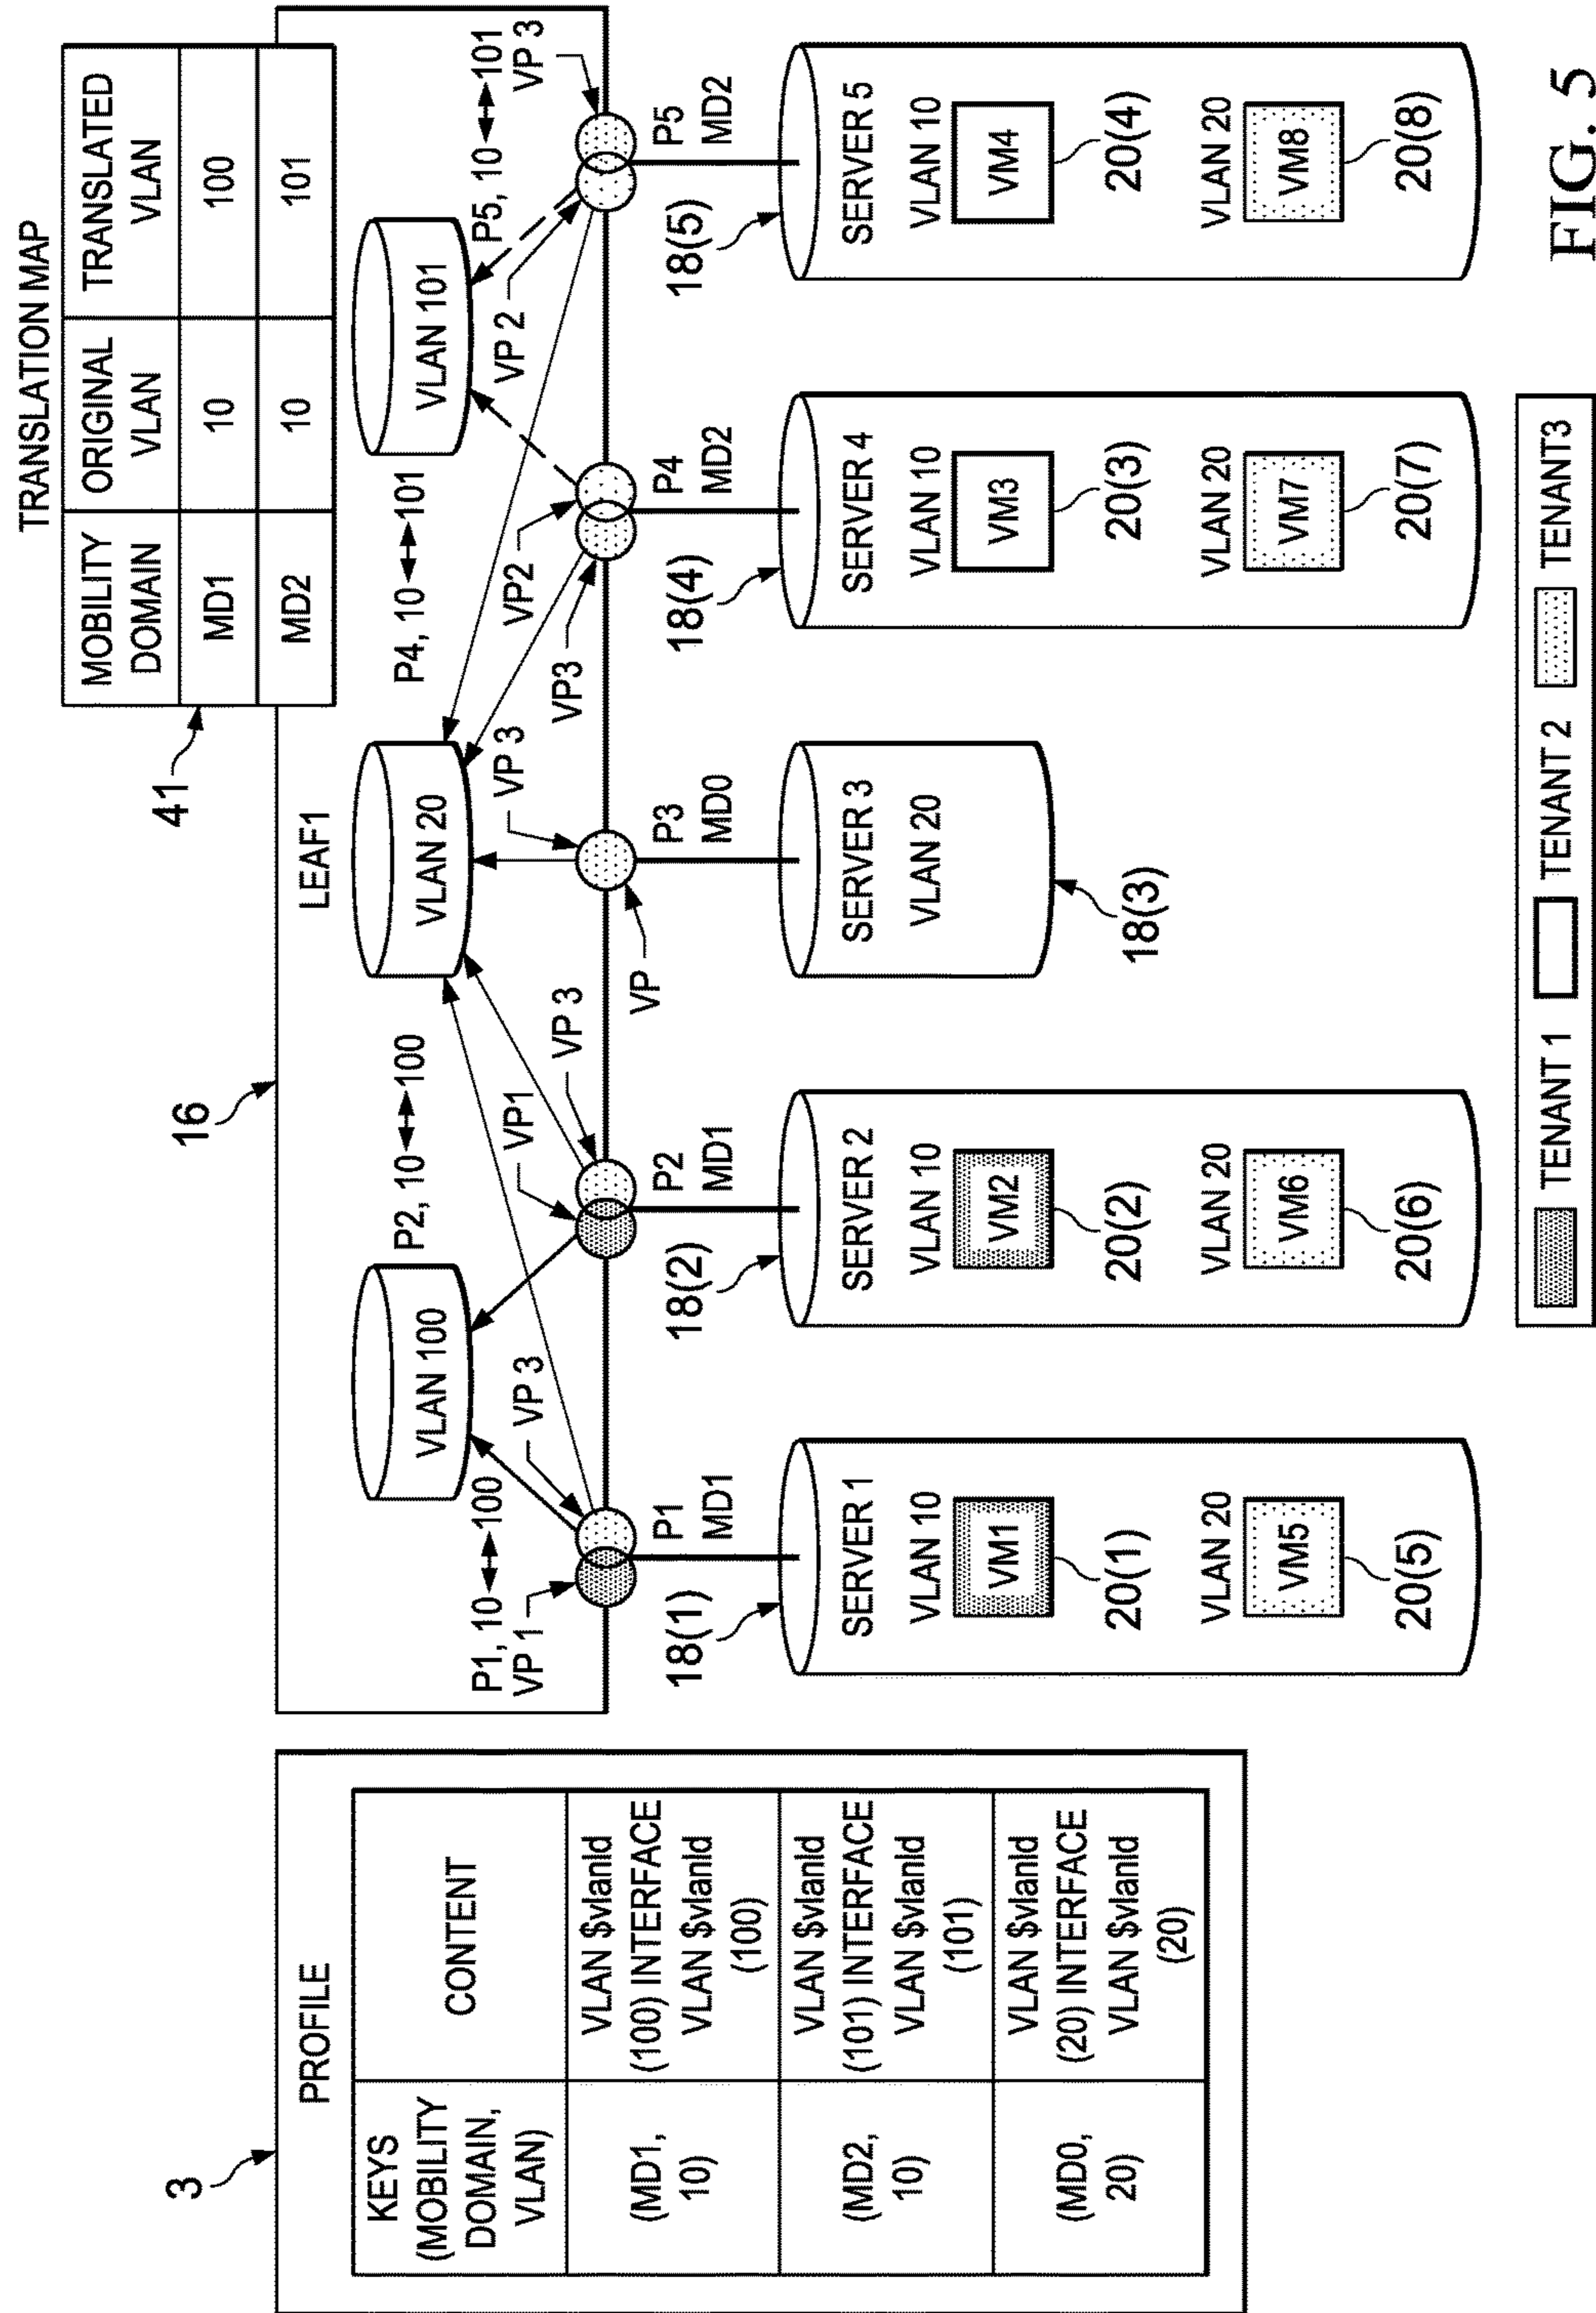 3
PROFILE
KEYS
(MOBILITY
DOMAIN,
VLAN)
CONTENT
(MD1,
10)
VLAN $vlanId
(100) INTERFACE
VLAN $vlanId
(100)
(MD2,
10)
VLAN $vlanId
(101) INTERFACE
VLAN $vlanId
(101)
(MD0,
20)
VLAN $vlanId
(20) INTERFACE
VLAN $vlanId
(20)
TRANSLATION MAP
41
MOBILITY
DOMAIN
ORIGINAL
VLAN
TRANSLATED
VLAN
MD1
10
100
MD2
10
101
16
LEAF1
VLAN 100
VLAN 20
VLAN 101
P1, 10 ↔ 100
VP 1
VP 3
P2, 10 ↔ 100
VP1
VP 3
VP 3
VP
P4, 10 ↔ 101
VP2
VP3
P5, 10 ↔ 101
VP 2
VP 3
P1
MD1
P2
MD1
P3
MD0
P4
MD2
P5
MD2
18(1)
SERVER 1
VLAN 10
VM1
20(1)
VLAN 20
VM5
20(5)
18(2)
SERVER 2
VLAN 10
VM2
20(2)
VLAN 20
VM6
20(6)
SERVER 3
VLAN 20
18(3)
18(4)
SERVER 4
VLAN 10
VM3
20(3)
VLAN 20
VM7
20(7)
18(5)
SERVER 5
VLAN 10
VM4
20(4)
VLAN 20
VM8
20(8)
TENANT 1
TENANT 2
TENANT3
FIG. 5